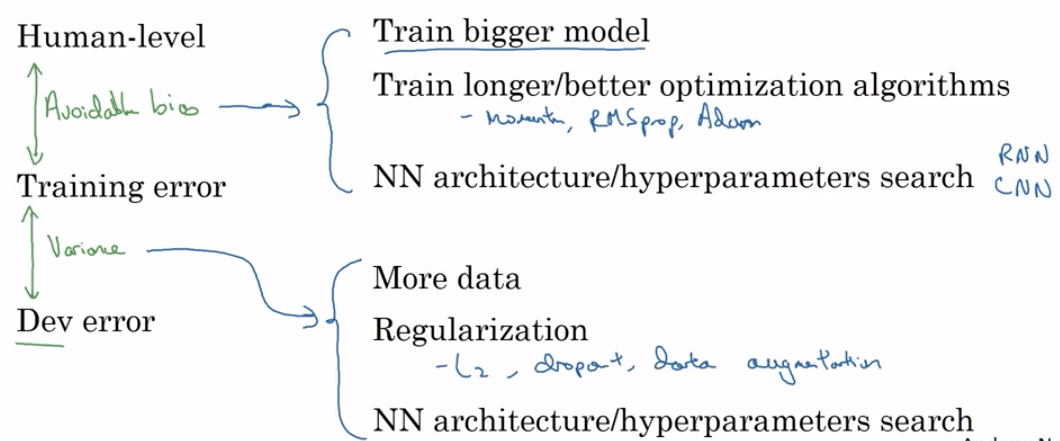 Human-level
Avoidable bias
Training error
Variance
Dev error
Train bigger model
Train longer/better optimization algorithms
- Momentum, RMSprop, Adam
NN architecture/hyperparameters search
RNN
CNN
More data
Regularization
- L2, dropout, data augmentation
NN architecture/hyperparameters search